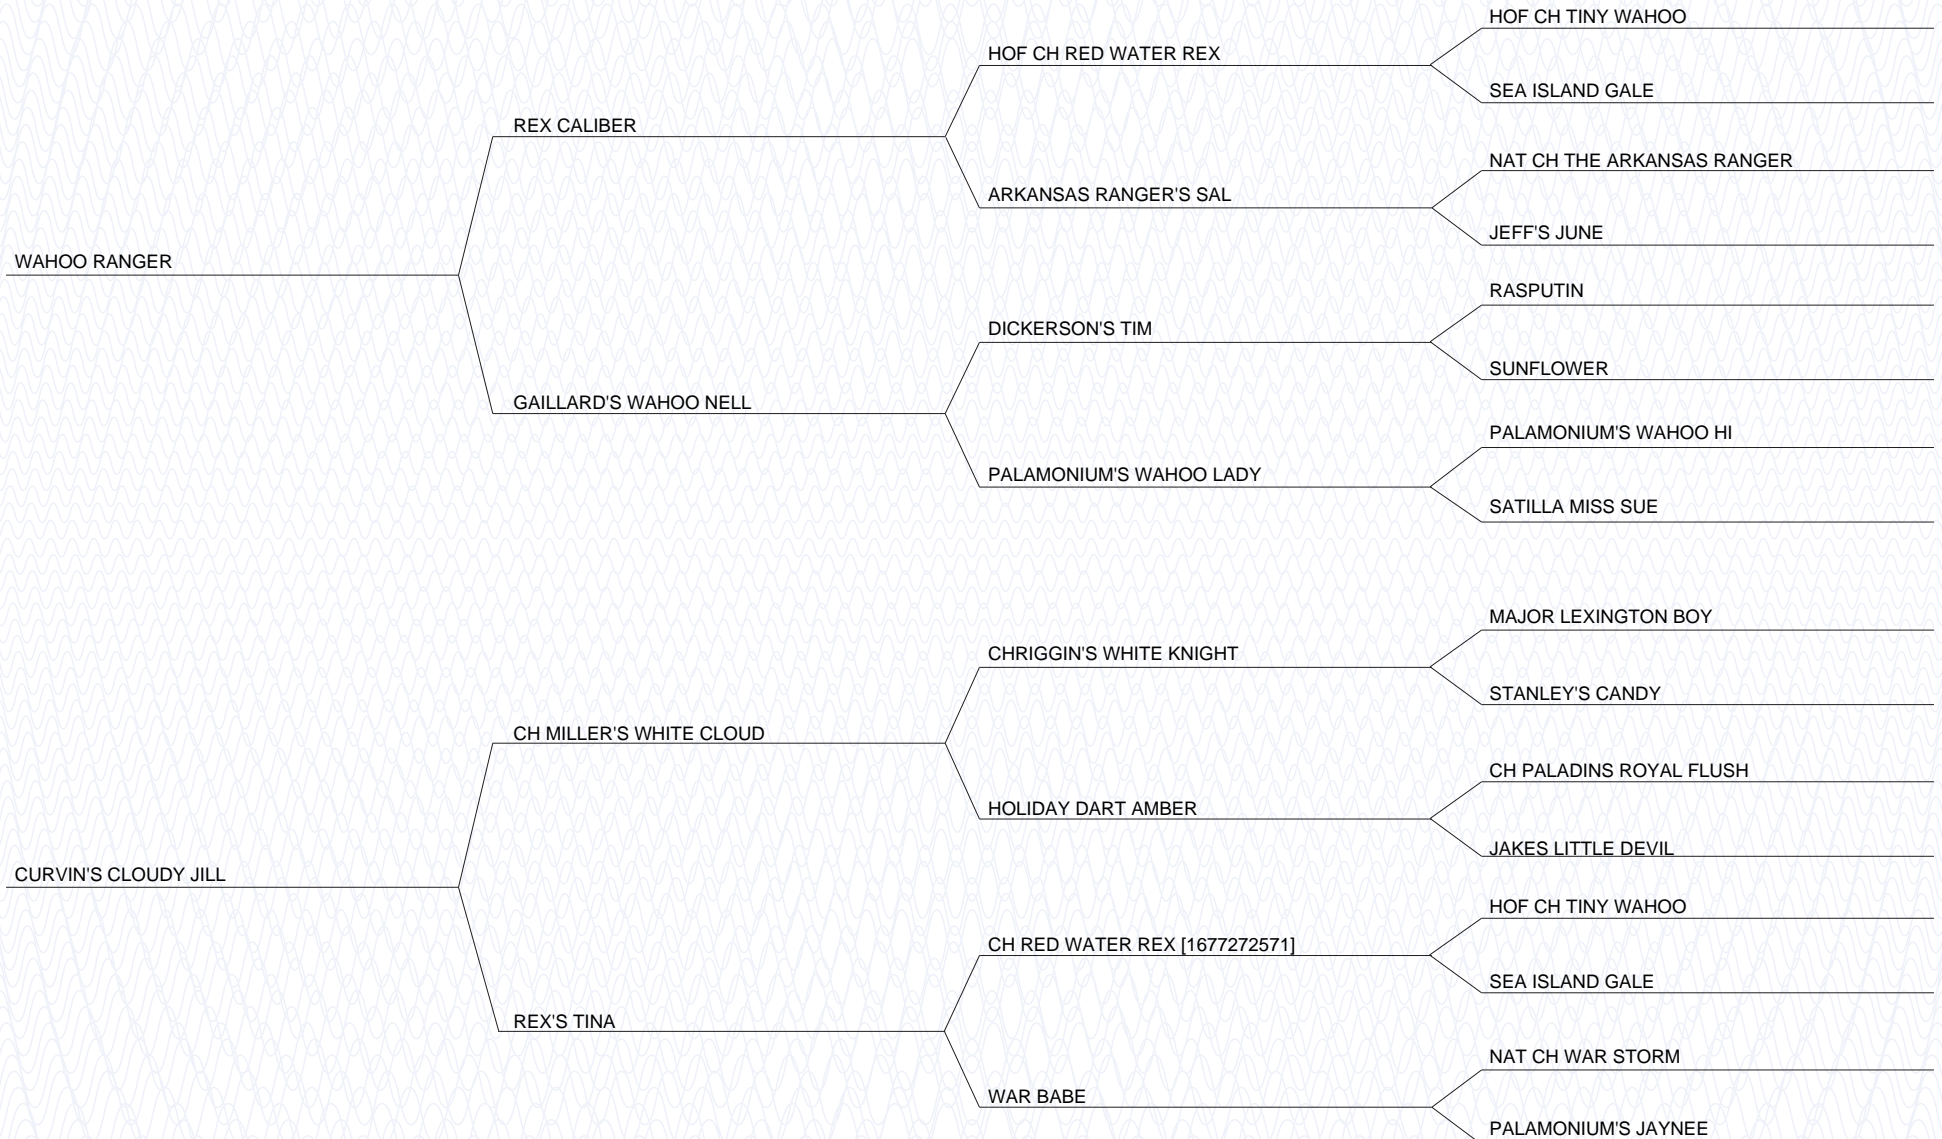 HOF CH TINY WAHOO
HOF CH RED WATER REX
SEA ISLAND GALE
REX CALIBER
NAT CH THE ARKANSAS RANGER
ARKANSAS RANGER'S SAL
JEFF'S JUNE
WAHOO RANGER
RASPUTIN
DICKERSON'S TIM
SUNFLOWER
GAILLARD'S WAHOO NELL
PALAMONIUM'S WAHOO HI
PALAMONIUM'S WAHOO LADY
SATILLA MISS SUE
MAJOR LEXINGTON BOY
CHRIGGIN'S WHITE KNIGHT
STANLEY'S CANDY
CH MILLER'S WHITE CLOUD
CH PALADINS ROYAL FLUSH
HOLIDAY DART AMBER
JAKES LITTLE DEVIL
CURVIN'S CLOUDY JILL
HOF CH TINY WAHOO
CH RED WATER REX [1677272571]
SEA ISLAND GALE
REX'S TINA
NAT CH WAR STORM
WAR BABE
PALAMONIUM'S JAYNEE